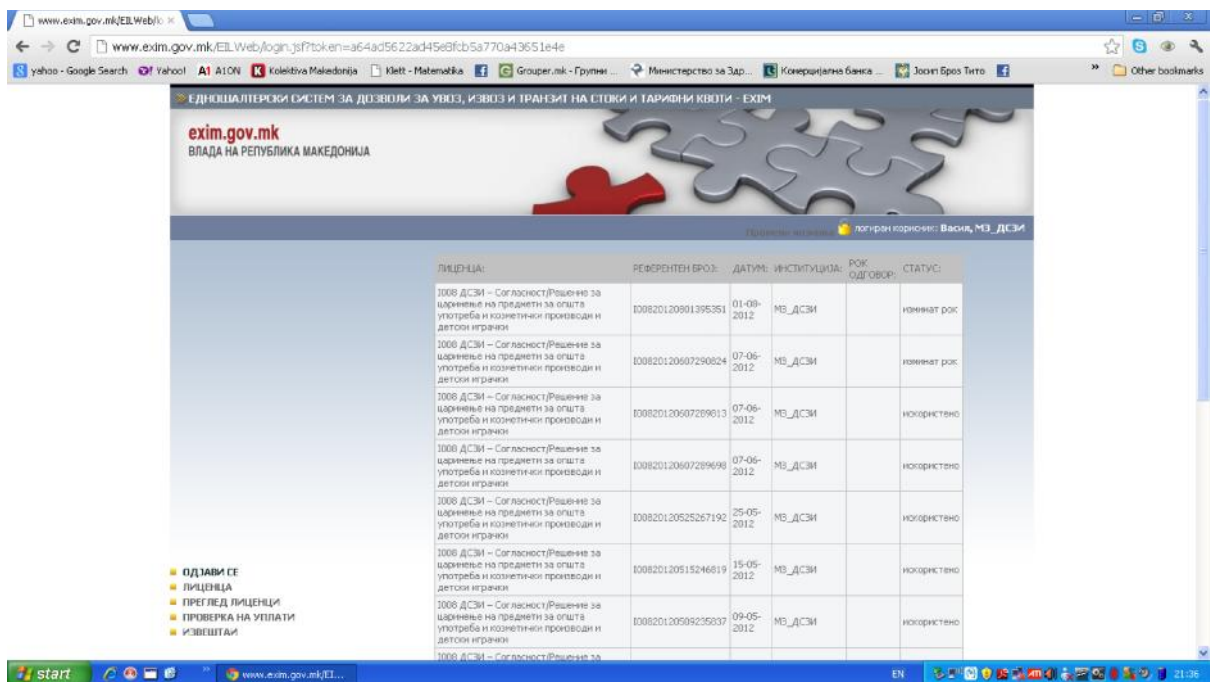 www.exim.gov.mk/EILWeb/lo
www.exim.gov.mk/EILWeb/login.jsf?token=a64ad5622ad45e8fcb5a770a43651e4e
yahoo - Google Search Yahoo! A1 A1ON Kolektiva Makedonija Klett - Matematika Grouper.mk - Групни ... Министерство за Здр... Комерцијална банка ... Јосип Броз Тито » Other bookmarks
ЕДНОШАЛТЕРСКИ СИСТЕМ ЗА ДОЗВОЛИ ЗА УВОЗ, ИЗВОЗ И ТРАНЗИТ НА СТОКИ И ТАРИФНИ КВОТИ - EXIM
exim.gov.mk
ВЛАДА НА РЕПУБЛИКА МАКЕДОНИЈА
логиран корисник: Васил, МЗ_ДСЗИ
ЛИЦЕНЦА: РЕФЕРЕНТЕН БРОЈ: ДАТУМ: ИНСТИТУЦИЈА: РОК ОДГОВОР: СТАТУС:
I008 ДСЗИ – Согласност/Решение за
царинење на предмети за општа
употреба и козметички производи и
детски играчки
I00820120801395351 01-08-2012 МЗ_ДСЗИ изминат рок
I008 ДСЗИ – Согласност/Решение за
царинење на предмети за општа
употреба и козметички производи и
детски играчки
I00820120607290824 07-06-2012 МЗ_ДСЗИ изминат рок
I008 ДСЗИ – Согласност/Решение за
царинење на предмети за општа
употреба и козметички производи и
детски играчки
I00820120607289813 07-06-2012 МЗ_ДСЗИ искористено
I008 ДСЗИ – Согласност/Решение за
царинење на предмети за општа
употреба и козметички производи и
детски играчки
I00820120607289698 07-06-2012 МЗ_ДСЗИ искористено
I008 ДСЗИ – Согласност/Решение за
царинење на предмети за општа
употреба и козметички производи и
детски играчки
I00820120525267192 25-05-2012 МЗ_ДСЗИ искористено
I008 ДСЗИ – Согласност/Решение за
царинење на предмети за општа
употреба и козметички производи и
детски играчки
I00820120515246819 15-05-2012 МЗ_ДСЗИ искористено
I008 ДСЗИ – Согласност/Решение за
царинење на предмети за општа
употреба и козметички производи и
детски играчки
I00820120509235837 09-05-2012 МЗ_ДСЗИ искористено
I008 ДСЗИ – Согласност/Решение за
ОДЈАВИ СЕ
ЛИЦЕНЦА
ПРЕГЛЕД ЛИЦЕНЦИ
ПРОВЕРКА НА УПЛАТИ
ИЗВЕШТАИ
start www.exim.gov.mk/EI... EN 21:36